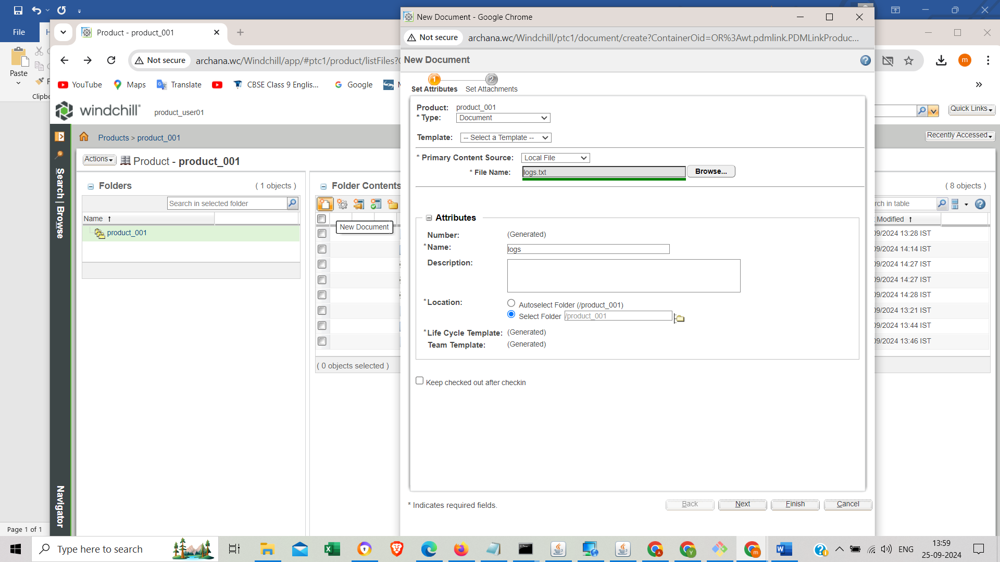 File
Paste
Clipb
Page 1 of 1
Product - product_001
Not secure
archana.wc/Windchill/app/#ptc1/product/listFiles?
YouTube
Maps
Translate
CBSE Class 9 Englis...
Google
windchill
product_user01
Quick Links
Products > product_001
Recently Accessed
Actions
Product - product_001
Folders
( 1 objects )
Search in selected folder
Name ↑
product_001
Folder Contents
New Document
( 0 objects selected )
( 8 objects )
rch in table
Modified ↑
09/2024 13:28 IST
09/2024 14:14 IST
09/2024 14:27 IST
09/2024 14:27 IST
09/2024 14:28 IST
09/2024 13:21 IST
09/2024 13:44 IST
09/2024 13:46 IST
Search | Browse
Navigator
New Document - Google Chrome
Not secure
archana.wc/Windchill/ptc1/document/create?ContainerOid=OR%3Awt.pdmlink.PDMLinkProduc...
New Document
1
2
Set Attributes
Set Attachments
Product: product_001
* Type: Document
Template: -- Select a Template --
* Primary Content Source: Local File
* File Name: logs.txt
Browse...
Attributes
Number: (Generated)
*Name: logs
Description:
*Location:
Autoselect Folder (/product_001)
Select Folder /product_001
*Life Cycle Template: (Generated)
Team Template: (Generated)
Keep checked out after checkin
* Indicates required fields.
Back
Next
Finish
Cancel
Type here to search
ENG
13:59
25-09-2024